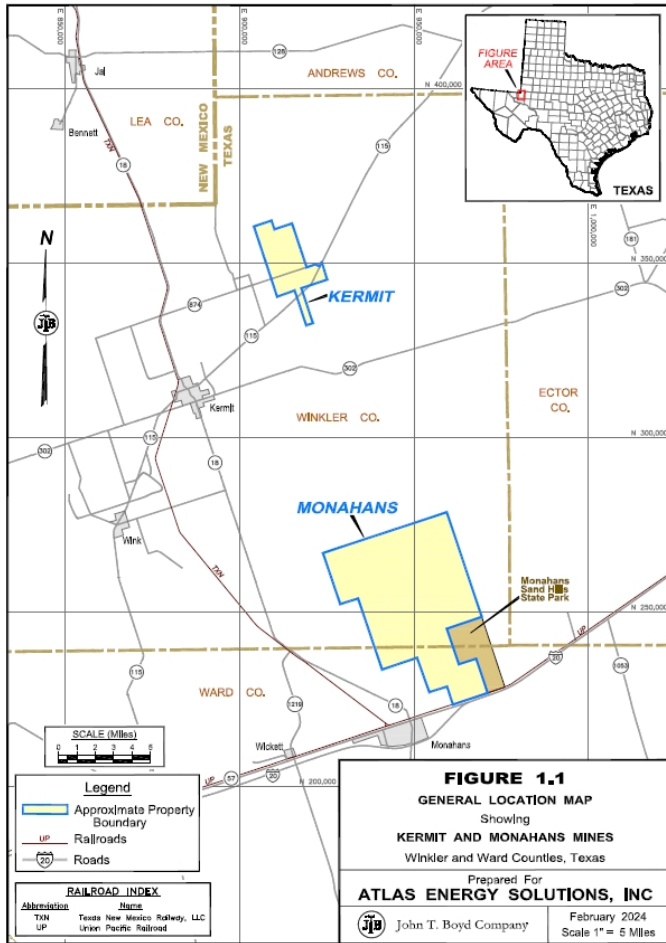 E 850,000
E 900,000
E 950,000
E 1,000,000
Jal
128
ANDREWS CO.
N 400,000
FIGURE
AREA
TEXAS
Bennett
LEA CO.
NEW MEXICO
TEXAS
TXN
18
115
181
N
JTB
N 350,000
KERMIT
874
115
302
302
Kermit
WINKLER CO.
ECTOR
CO.
115
302
18
N 300,000
MONAHANS
Wink
TXN
Monahans
Sand Hills
State Park
N 250,000
UP
20
1053
115
WARD CO.
1219
18
SCALE (Miles)
0 1 2 3 4 5
Wickett
Monahans
UP
57
20
N 200,000
Legend
Approximate Property
Boundary
UP Railroads
20 Roads
RAILROAD INDEX
Abbreviation Name
TXN Texas New Mexico Railway, LLC
UP Union Pacific Railroad
FIGURE 1.1
GENERAL LOCATION MAP
Showing
KERMIT AND MONAHANS MINES
Winkler and Ward Counties, Texas
Prepared For
ATLAS ENERGY SOLUTIONS, INC
JTB John T. Boyd Company
February 2024
Scale 1" = 5 Miles